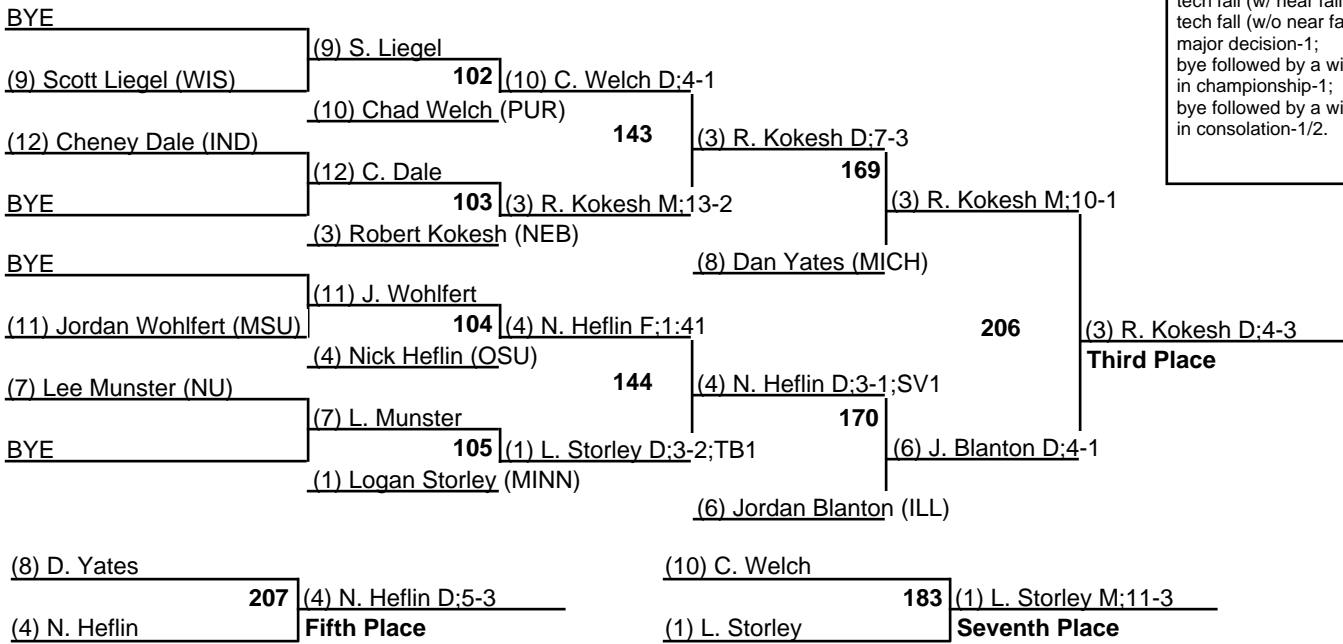 tech fall (w/ near fall
tech fall (w/o near fa
major decision-1;
bye followed by a wi
in championship-1;
bye followed by a wi
in consolation-1/2.
BYE
(9) S. Liegel
(9) Scott Liegel (WIS)
102
(10) C. Welch D;4-1
(10) Chad Welch (PUR)
143
(3) R. Kokesh D;7-3
(12) Cheney Dale (IND)
(12) C. Dale
169
BYE
103
(3) R. Kokesh M;13-2
(3) R. Kokesh M;10-1
(3) Robert Kokesh (NEB)
(8) Dan Yates (MICH)
BYE
(11) J. Wohlfert
(11) Jordan Wohlfert (MSU)
104
(4) N. Heflin F;1:41
206
(3) R. Kokesh D;4-3
(4) Nick Heflin (OSU)
Third Place
144
(7) Lee Munster (NU)
(4) N. Heflin D;3-1;SV1
(7) L. Munster
170
BYE
105
(1) L. Storley D;3-2;TB1
(6) J. Blanton D;4-1
(1) Logan Storley (MINN)
(6) Jordan Blanton (ILL)
(8) D. Yates
207
(4) N. Heflin D;5-3
(4) N. Heflin
Fifth Place
(10) C. Welch
183
(1) L. Storley M;11-3
(1) L. Storley
Seventh Place